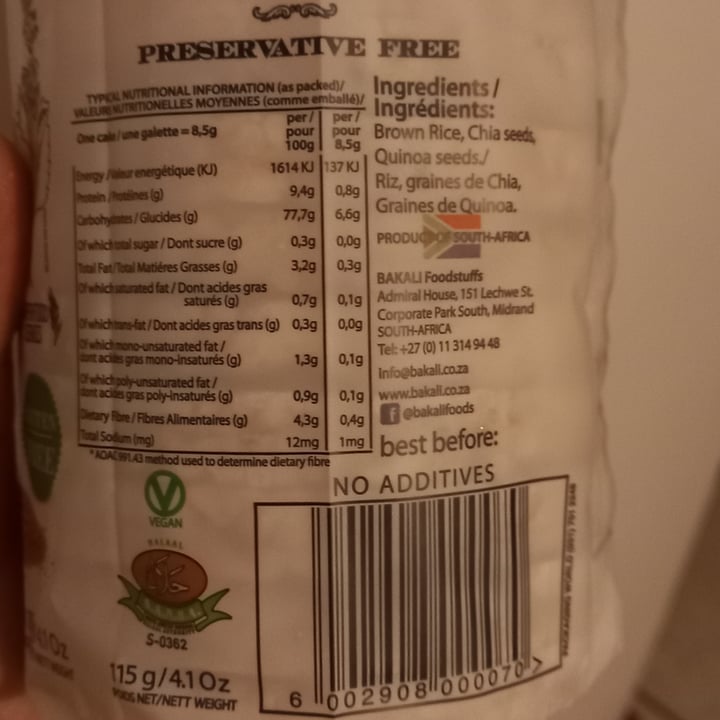 PRESERVATIVE FREE
TYPICAL NUTRITIONAL INFORMATION (as packed)/
VALEURS NUTRITIONELLES MOYENNES (comme emballé)/
One cake/une galette = 8,5g
per/ pour 100g
per/ pour 8,5g
Energy /Valeur energétique (KJ) 1614 KJ 137 KJ
Protein /Protéines (g) 9,4g 0,8g
Carbohydrates / Glucides (g) 77,7g 6,6g
Of which total sugar / Dont sucre (g) 0,3g 0,0g
Total Fat/Total Matiéres Grasses (g) 3,2g 0,3g
Of which saturated fat / Dont acides gras
saturés (g) 0,7g 0,1g
Of which trans-fat / Dont acides gras trans (g) 0,3g 0,0g
Of which mono-unsaturated fat /
dont acides gras mono-insaturés (g) 1,3g 0,1g
Of which poly-unsaturated fat /
dont acides gras poly-insaturés (g) 0,9g 0,1g
Dietary Fibre / Fibres Alimentaires (g) 4,3g 0,4g
Total Sodium (mg) 12mg 1mg
*AOAC 991.43 method used to determine dietary fibre
Ingredients /
Ingrédients:
Brown Rice, Chia seeds,
Quinoa seeds./
Riz, graines de Chia,
Graines de Quinoa.
PRODUCT OF SOUTH-AFRICA
BAKALI Foodstuffs
Admiral House, 151 Lechwe St.
Corporate Park South, Midrand
SOUTH-AFRICA
Tel: +27 (0) 11 314 94 48
Info@bakali.co.za
www.bakali.co.za
f @bakalifoods
best before:
NO ADDITIVES
V
VEGAN
S-0362
115 g/4.1 Oz
POIDS NET/NETT WEIGHT
6 002908 000070 >